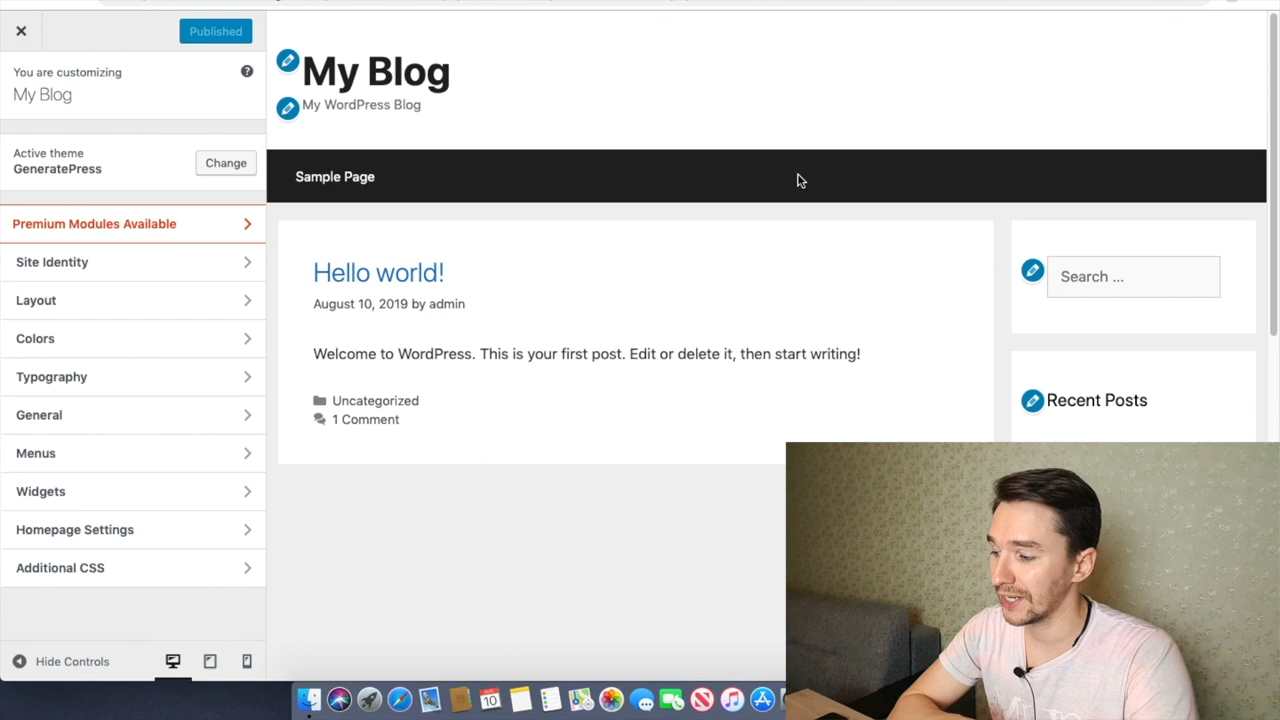 Published
You are customizing
My Blog
Active theme
GeneratePress
Change
Premium Modules Available
Site Identity
Layout
Colors
Typography
General
Menus
Widgets
Homepage Settings
Additional CSS
Hide Controls
My Blog
My WordPress Blog
Sample Page
Hello world!
August 10, 2019 by admin
Welcome to WordPress. This is your first post. Edit or delete it, then start writing!
Uncategorized
1 Comment
Search ...
Recent Posts
10